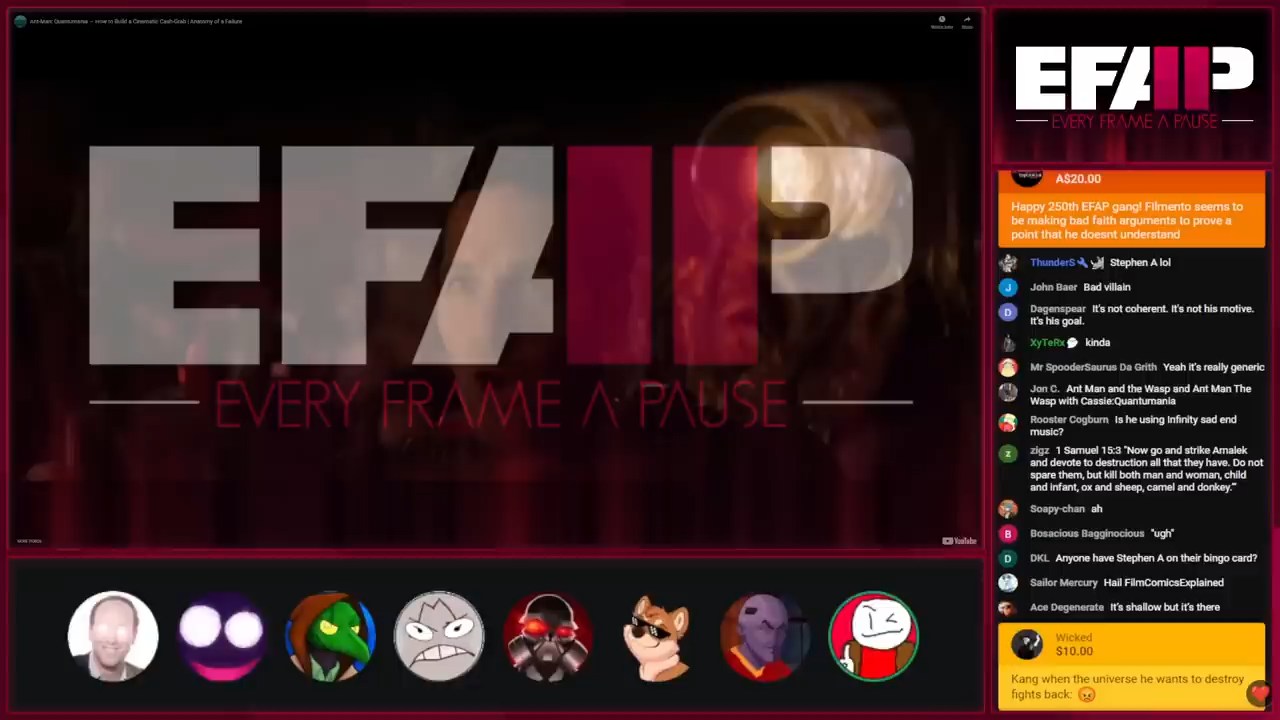 Ant-Man: Quantumania – How to Build a Cinematic Cash-Grab | Anatomy of a Failure
Watch later
Share
EFAP
EVERY FRAME A PAUSE
MORE VIDEOS
YouTube
EFAP
EVERY FRAME A PAUSE
A$20.00
Happy 250th EFAP gang! Filmento seems to
be making bad faith arguments to prove a
point that he doesnt understand
ThunderS Stephen A lol
John Baer Bad villain
Dagenspear It's not coherent. It's not his motive.
It's his goal.
XyTeRx kinda
Mr SpooderSaurus Da Grith Yeah it's really generic
Jon C. Ant Man and the Wasp and Ant Man The
Wasp with Cassie:Quantumania
Rooster Cogburn Is he using Infinity sad end
music?
zigz 1 Samuel 15:3 "Now go and strike Amalek
and devote to destruction all that they have. Do not
spare them, but kill both man and woman, child
and infant, ox and sheep, camel and donkey.'"
Soapy-chan ah
Bosacious Bagginocious "ugh"
DKL Anyone have Stephen A on their bingo card?
Sailor Mercury Hail FilmComicsExplained
Ace Degenerate It's shallow but it's there
Wicked
$10.00
Kang when the universe he wants to destroy
fights back: